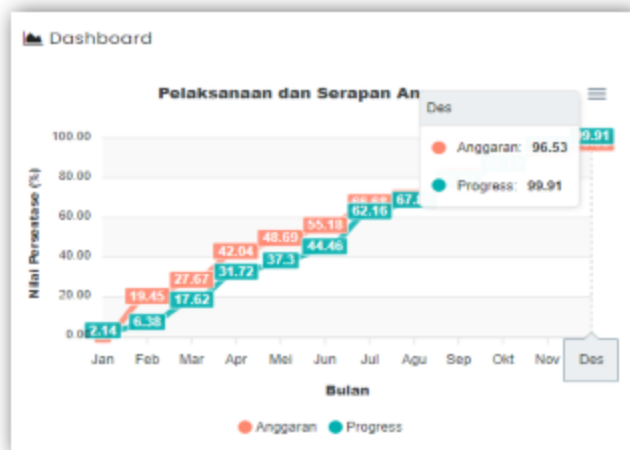 Dashboard
Pelaksanaan dan Serapan An
Des
Anggaran: 96.53
Progress: 99.91
Nilai Persentase (%)
100.00
80.00
60.00
40.00
20.00
0.00
2.14
19.45
6.38
27.67
17.62
42.04
31.72
48.69
37.3
55.18
44.46
62.16
67.
9.91
Jan Feb Mar Apr Mei Jun Jul Agu Sep Okt Nov Des
Bulan
Anggaran Progress